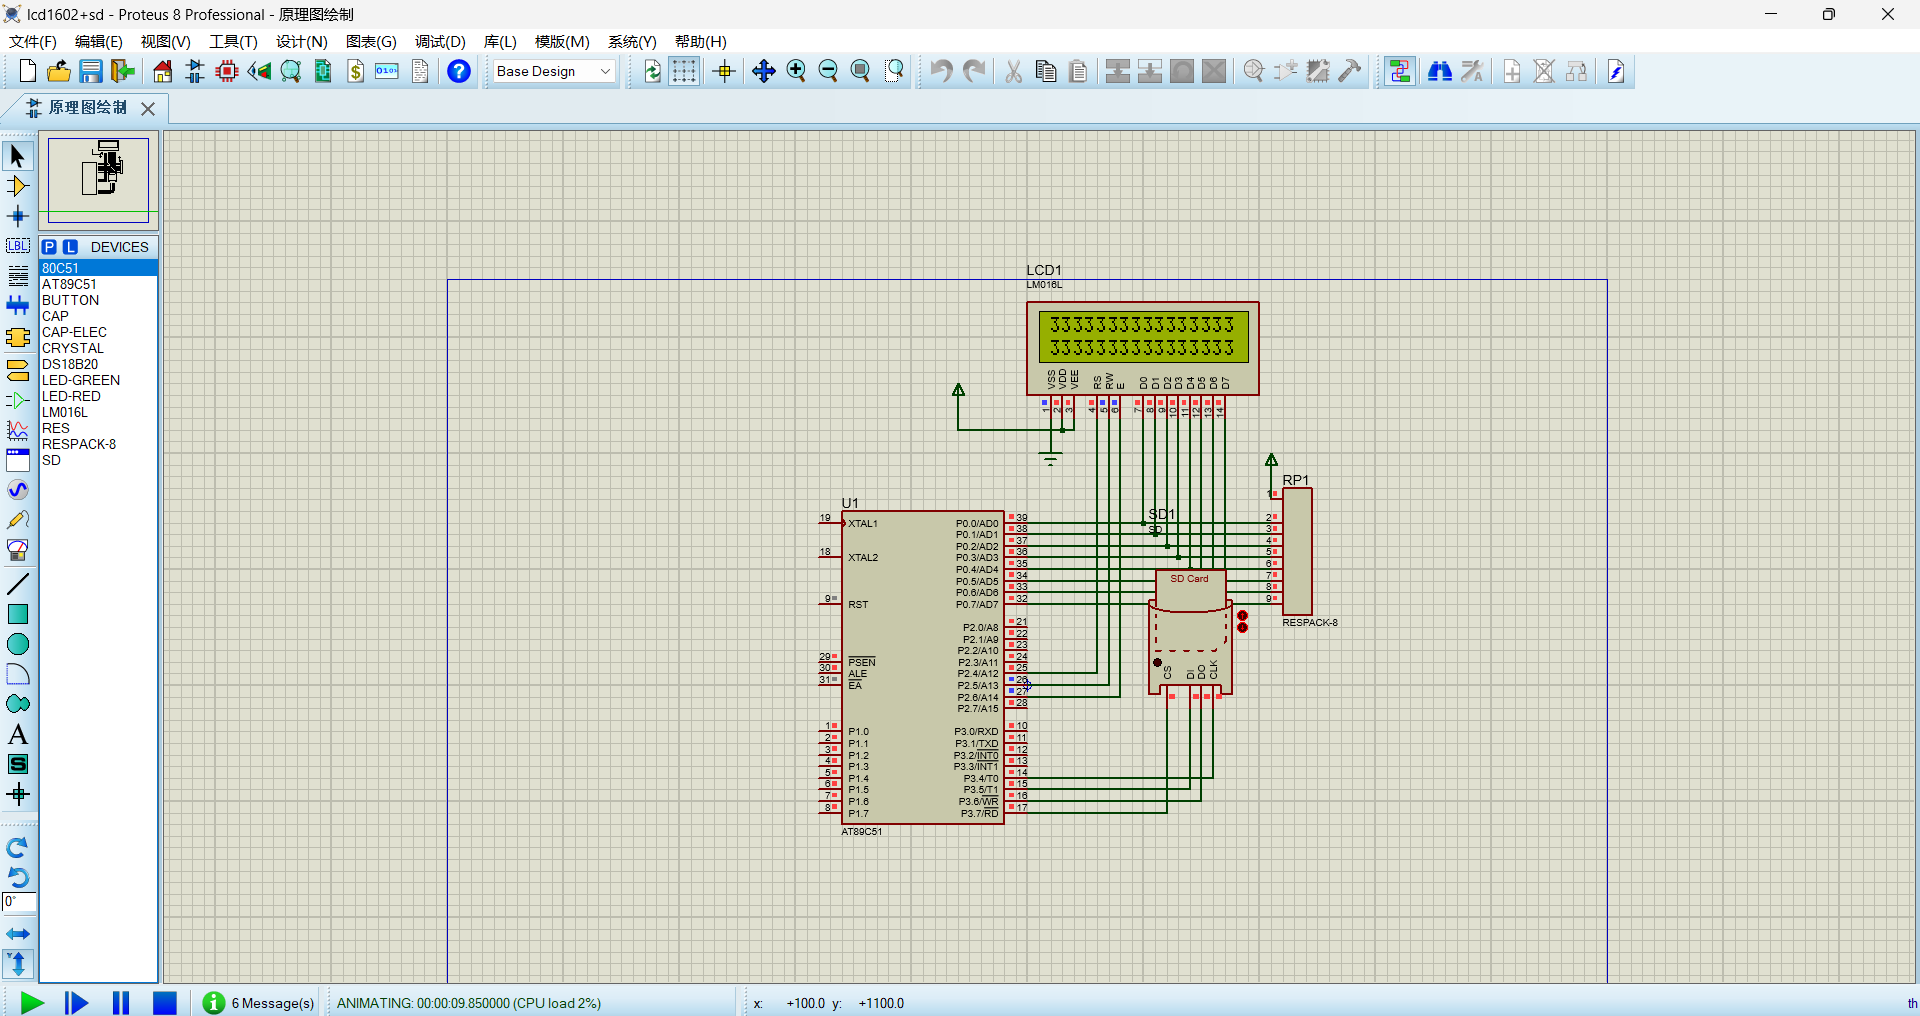 lcd1602+sd - Proteus 8 Professional - 原理图绘制
文件(F) 编辑(E) 视图(V) 工具(T) 设计(N) 图表(G) 调试(D) 库(L) 模版(M) 系统(Y) 帮助(H)
Base Design
原理图绘制
P L DEVICES
80C51
AT89C51
BUTTON
CAP
CAP-ELEC
CRYSTAL
DS18B20
LED-GREEN
LED-RED
LM016L
RES
RESPACK-8
SD
LBL
A
S
0°
LCD1
LM016L
3333333333333333
3333333333333333
VSS VDD VEE RS RW E D0 D1 D2 D3 D4 D5 D6 D7
1 2 3 4 5 6 7 8 9 10 11 12 13 14
U1
19 XTAL1
18 XTAL2
9 RST
29 PSEN
30 ALE
31 EA
1 P1.0
2 P1.1
3 P1.2
4 P1.3
5 P1.4
6 P1.5
7 P1.6
8 P1.7
P0.0/AD0 39
P0.1/AD1 38
P0.2/AD2 37
P0.3/AD3 36
P0.4/AD4 35
P0.5/AD5 34
P0.6/AD6 33
P0.7/AD7 32
P2.0/A8 21
P2.1/A9 22
P2.2/A10 23
P2.3/A11 24
P2.4/A12 25
P2.5/A13 26
P2.6/A14 27
P2.7/A15 28
P3.0/RXD 10
P3.1/TXD 11
P3.2/INT0 12
P3.3/INT1 13
P3.4/T0 14
P3.5/T1 15
P3.6/WR 16
P3.7/RD 17
AT89C51
SD1
SD
SD Card
CS DI DO CLK
RP1
1
2
3
4
5
6
7
8
9
RESPACK-8
6 Message(s) ANIMATING: 00:00:09.850000 (CPU load 2%) x: +100.0 y: +1100.0 th